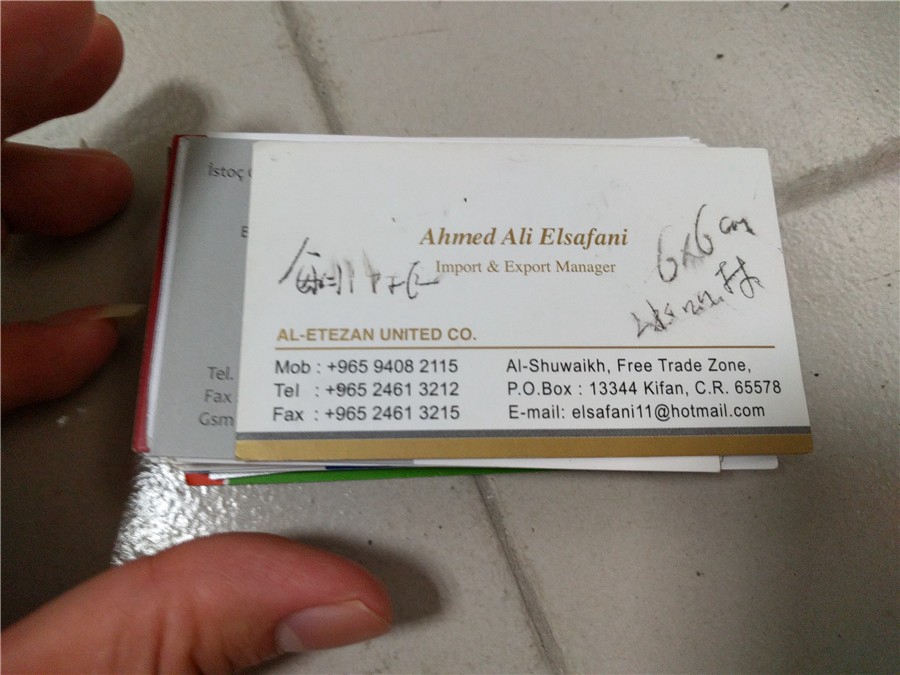 İstoç
Ahmed Ali Elsafani
6x6 cm
Import & Export Manager
AL-ETEZAN UNITED CO.
Mob : +965 9408 2115
Tel : +965 2461 3212
Fax : +965 2461 3215
Al-Shuwaikh, Free Trade Zone,
P.O.Box : 13344 Kifan, C.R. 65578
E-mail: elsafani11@hotmail.com
Tel.
Fax
Gsm